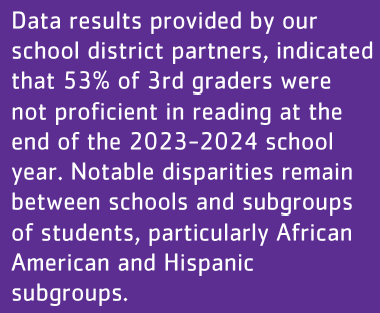 Data results provided by our
school district partners, indicated
that 53% of 3rd graders were
not proficient in reading at the
end of the 2023-2024 school
year. Notable disparities remain
between schools and subgroups
of students, particularly African
American and Hispanic
subgroups.